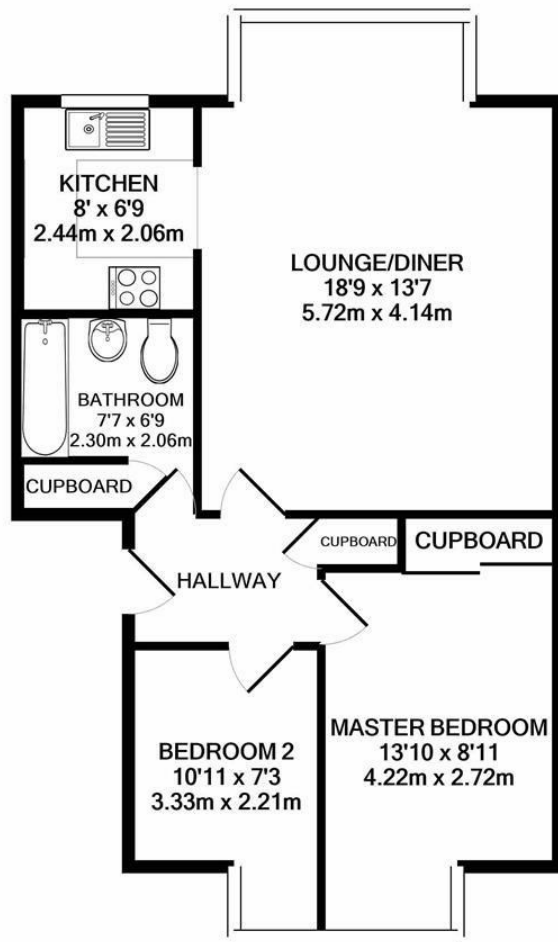 KITCHEN
8' x 6'9
2.44m x 2.06m
LOUNGE/DINER
18'9 x 13'7
5.72m x 4.14m
BATHROOM
7'7 x 6'9
2.30m x 2.06m
CUPBOARD
CUPBOARD
CUPBOARD
HALLWAY
BEDROOM 2
10'11 x 7'3
3.33m x 2.21m
MASTER BEDROOM
13'10 x 8'11
4.22m x 2.72m